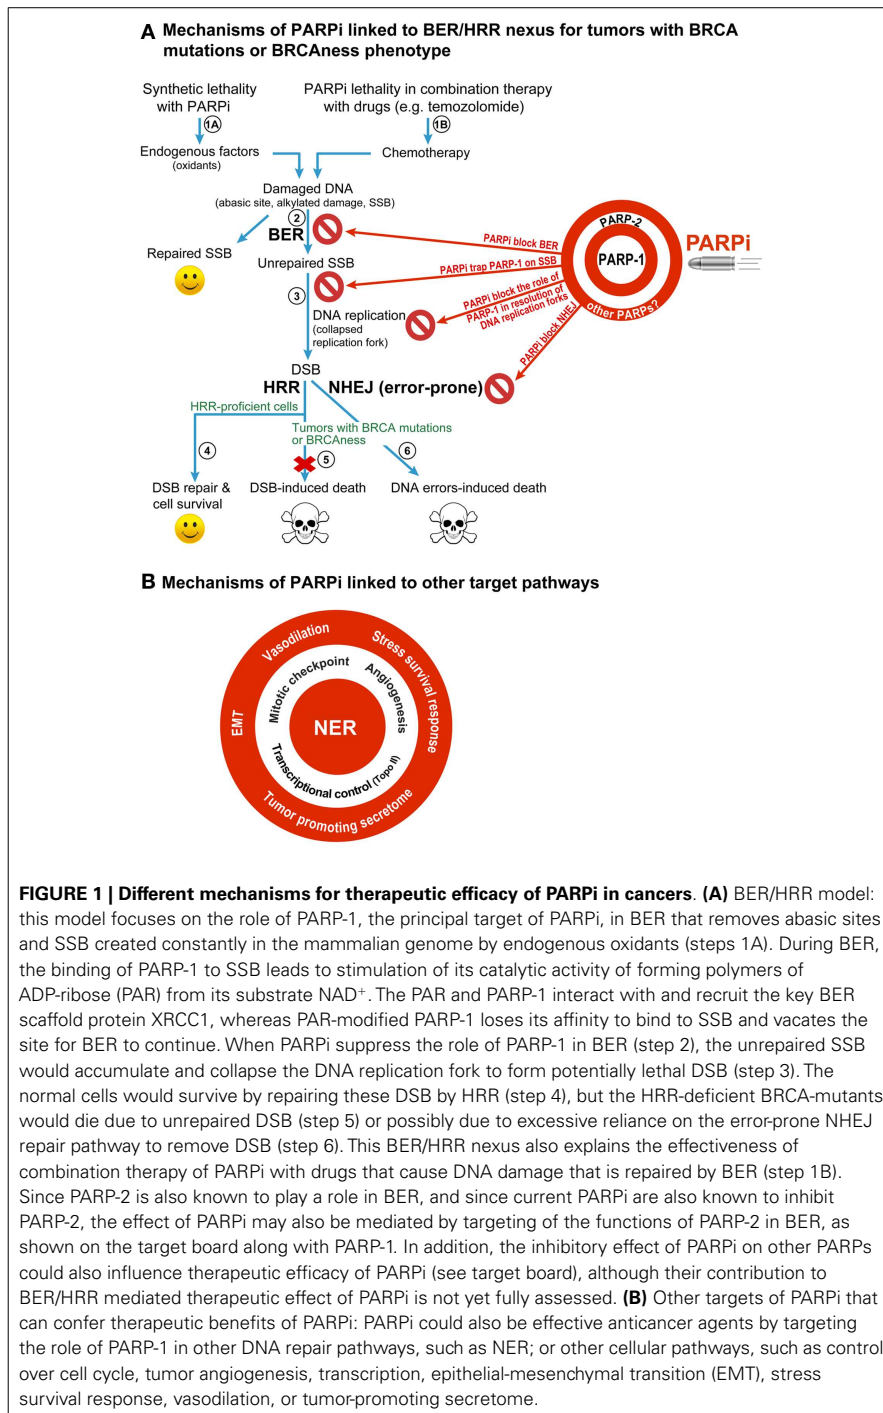 A Mechanisms of PARPi linked to BER/HRR nexus for tumors with BRCA
mutations or BRCAness phenotype
Synthetic lethality
with PARPi
PARPi lethality in combination therapy
with drugs (e.g. temozolomide)
1A
1B
Endogenous factors
(oxidants)
Chemotherapy
Damaged DNA
(abasic site, alkylated damage, SSB)
2
BER
Repaired SSB
Unrepaired SSB
3
DNA replication
(collapsed
replication fork)
PARPi block BER
PARPi trap PARP-1 on SSB
PARPi block the role of
PARP-1 in resolution of
DNA replication forks
PARPi block NHEJ
PARP-2
PARP-1
other PARPs?
PARPi
DSB
HRR
NHEJ (error-prone)
HRR-proficient cells
Tumors with BRCA mutations
or BRCAness
4
5
6
DSB repair &
cell survival
DSB-induced death
DNA errors-induced death
B Mechanisms of PARPi linked to other target pathways
Vasodilation
Stress survival response
EMT
Tumor promoting secretome
Mitotic checkpoint
Angiogenesis
Transcriptional control (Topo II)
NER
FIGURE 1 | Different mechanisms for therapeutic efficacy of PARPi in cancers. (A) BER/HRR model:
this model focuses on the role of PARP-1, the principal target of PARPi, in BER that removes abasic sites
and SSB created constantly in the mammalian genome by endogenous oxidants (steps 1A). During BER,
the binding of PARP-1 to SSB leads to stimulation of its catalytic activity of forming polymers of
ADP-ribose (PAR) from its substrate NAD+. The PAR and PARP-1 interact with and recruit the key BER
scaffold protein XRCC1, whereas PAR-modified PARP-1 loses its affinity to bind to SSB and vacates the
site for BER to continue. When PARPi suppress the role of PARP-1 in BER (step 2), the unrepaired SSB
would accumulate and collapse the DNA replication fork to form potentially lethal DSB (step 3). The
normal cells would survive by repairing these DSB by HRR (step 4), but the HRR-deficient BRCA-mutants
would die due to unrepaired DSB (step 5) or possibly due to excessive reliance on the error-prone NHEJ
repair pathway to remove DSB (step 6). This BER/HRR nexus also explains the effectiveness of
combination therapy of PARPi with drugs that cause DNA damage that is repaired by BER (step 1B).
Since PARP-2 is also known to play a role in BER, and since current PARPi are also known to inhibit
PARP-2, the effect of PARPi may also be mediated by targeting of the functions of PARP-2 in BER, as
shown on the target board along with PARP-1. In addition, the inhibitory effect of PARPi on other PARPs
could also influence therapeutic efficacy of PARPi (see target board), although their contribution to
BER/HRR mediated therapeutic effect of PARPi is not yet fully assessed. (B) Other targets of PARPi that
can confer therapeutic benefits of PARPi: PARPi could also be effective anticancer agents by targeting
the role of PARP-1 in other DNA repair pathways, such as NER; or other cellular pathways, such as control
over cell cycle, tumor angiogenesis, transcription, epithelial-mesenchymal transition (EMT), stress
survival response, vasodilation, or tumor-promoting secretome.